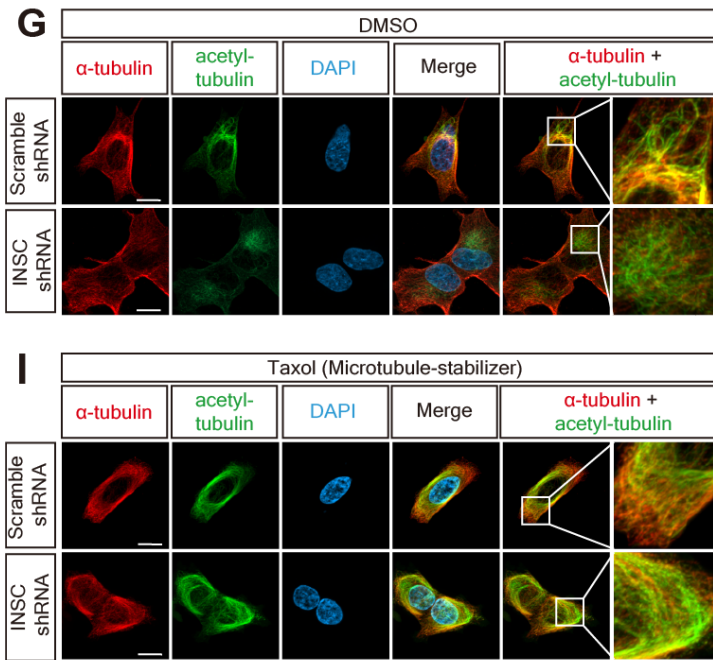 G
DMSO
α-tubulin
acetyl-
tubulin
DAPI
Merge
α-tubulin +
acetyl-tubulin
Scramble
shRNA
INSC
shRNA
I
Taxol (Microtubule-stabilizer)
α-tubulin
acetyl-
tubulin
DAPI
Merge
α-tubulin +
acetyl-tubulin
Scramble
shRNA
INSC
shRNA